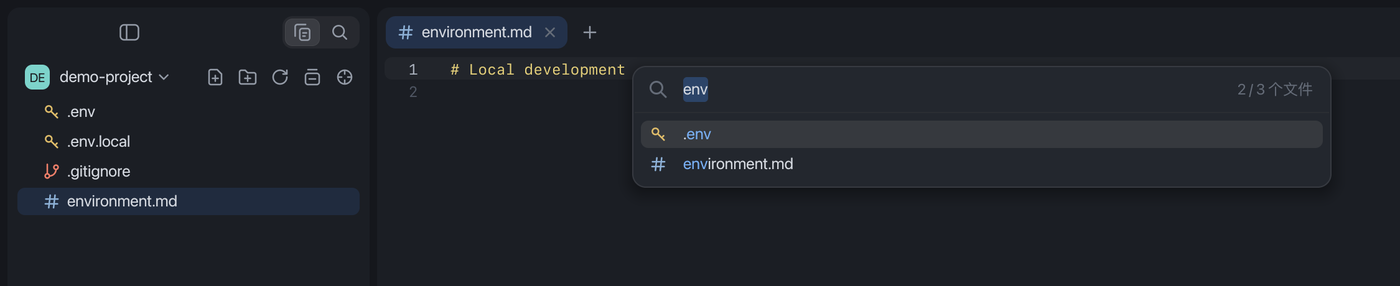 environment.md
DE demo-project
.env
.env.local
.gitignore
environment.md
1 # Local development
2
env 2/3 个文件
.env
environment.md